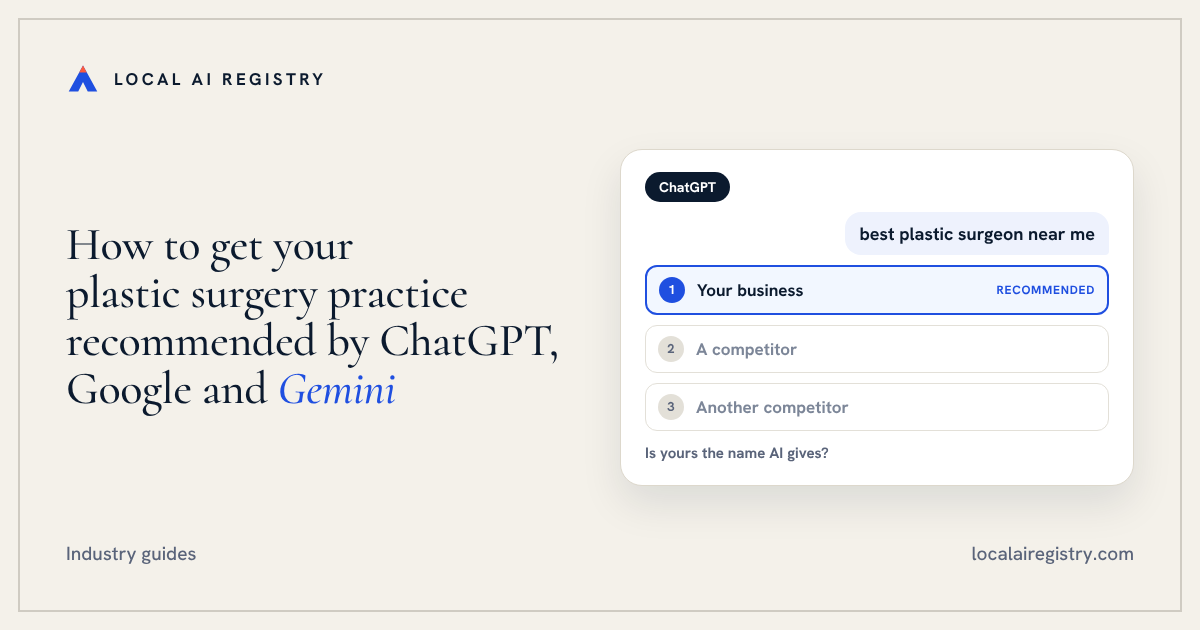 LOCAL AI REGISTRY
How to get your
plastic surgery practice
recommended by ChatGPT,
Google and Gemini
ChatGPT
best plastic surgeon near me
1 Your business RECOMMENDED
2 A competitor
3 Another competitor
Is yours the name AI gives?
Industry guides
localairegistry.com